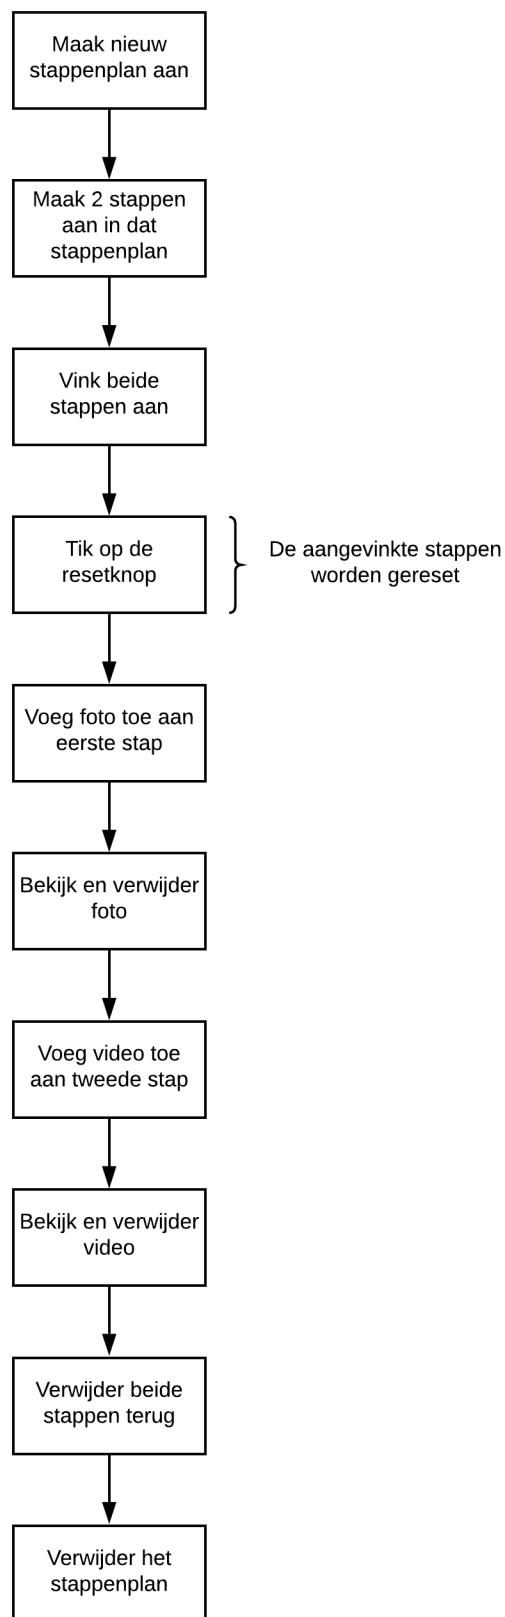 Maak nieuw
stappenplan aan
Maak 2 stappen
aan in dat
stappenplan
Vink beide
stappen aan
Tik op de
resetknop
De aangevinkte stappen
worden gereset
Voeg foto toe aan
eerste stap
Bekijk en verwijder
foto
Voeg video toe
aan tweede stap
Bekijk en verwijder
video
Verwijder beide
stappen terug
Verwijder het
stappenplan